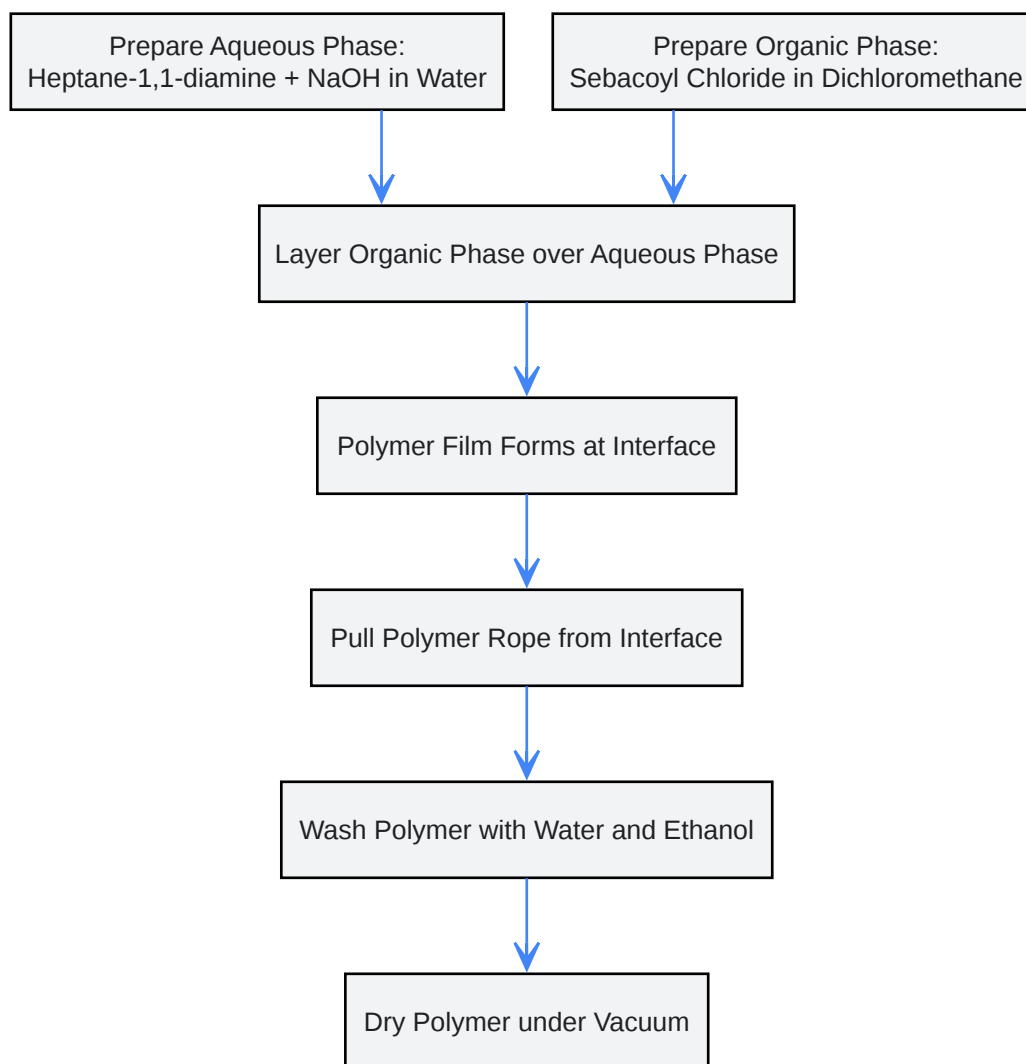 Prepare Aqueous Phase:
Heptane-1,1-diamine + NaOH in Water
Prepare Organic Phase:
Sebacoyl Chloride in Dichloromethane
Layer Organic Phase over Aqueous Phase
Polymer Film Forms at Interface
Pull Polymer Rope from Interface
Wash Polymer with Water and Ethanol
Dry Polymer under Vacuum